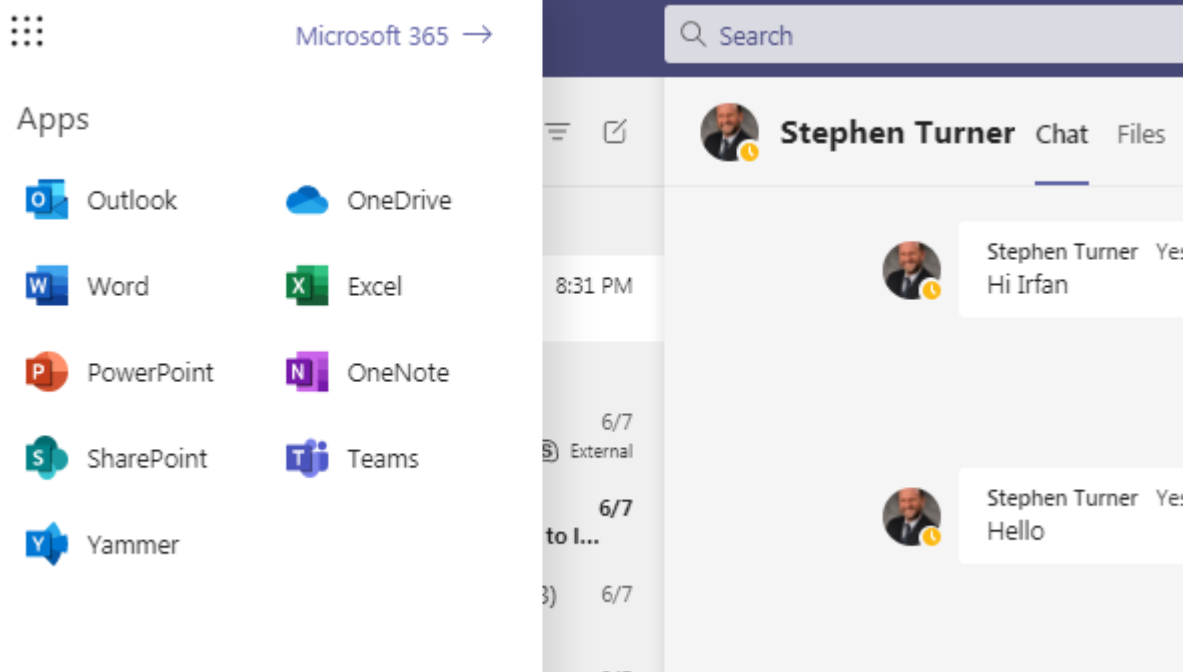 Microsoft 365 →
Search
Apps
Stephen Turner Chat Files
Outlook OneDrive
Word Excel
PowerPoint OneNote
SharePoint Teams
Yammer
8:31 PM
6/7
External
6/7
to I...
6/7
Stephen Turner
Hi Irfan
Stephen Turner
Hello